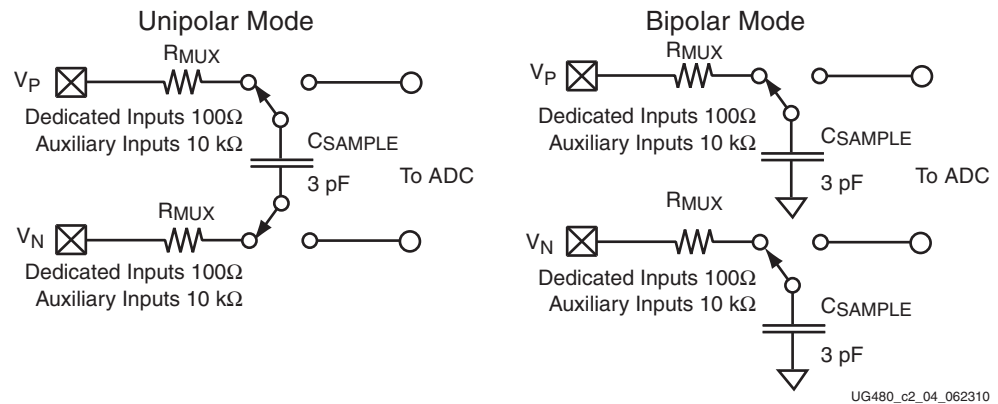 Unipolar Mode
RMUX
VP
Dedicated Inputs 100Ω
Auxiliary Inputs 10 kΩ
CSAMPLE
3 pF
To ADC
RMUX
VN
Dedicated Inputs 100Ω
Auxiliary Inputs 10 kΩ
Bipolar Mode
RMUX
VP
Dedicated Inputs 100Ω
Auxiliary Inputs 10 kΩ
CSAMPLE
3 pF
To ADC
RMUX
VN
Dedicated Inputs 100Ω
Auxiliary Inputs 10 kΩ
CSAMPLE
3 pF
UG480_c2_04_062310